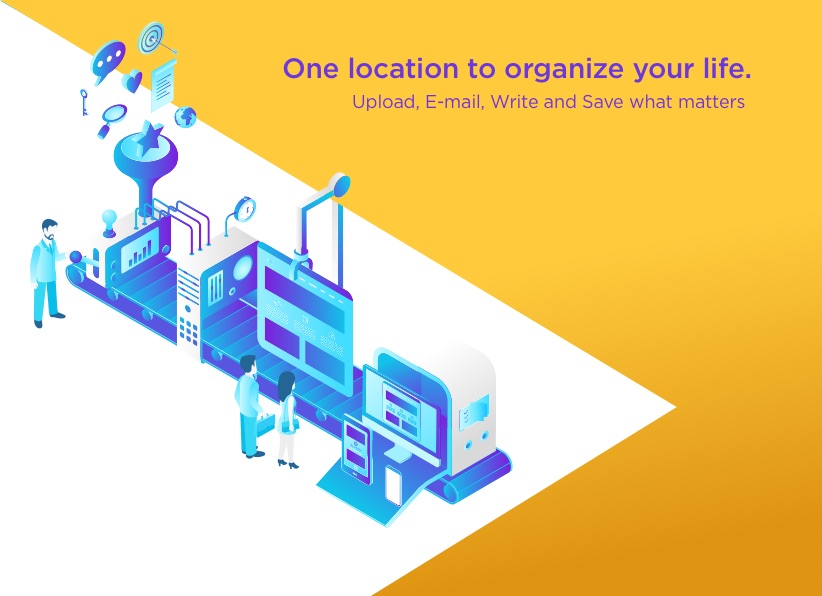 One location to organize your life.
Upload, E-mail, Write and Save what matters